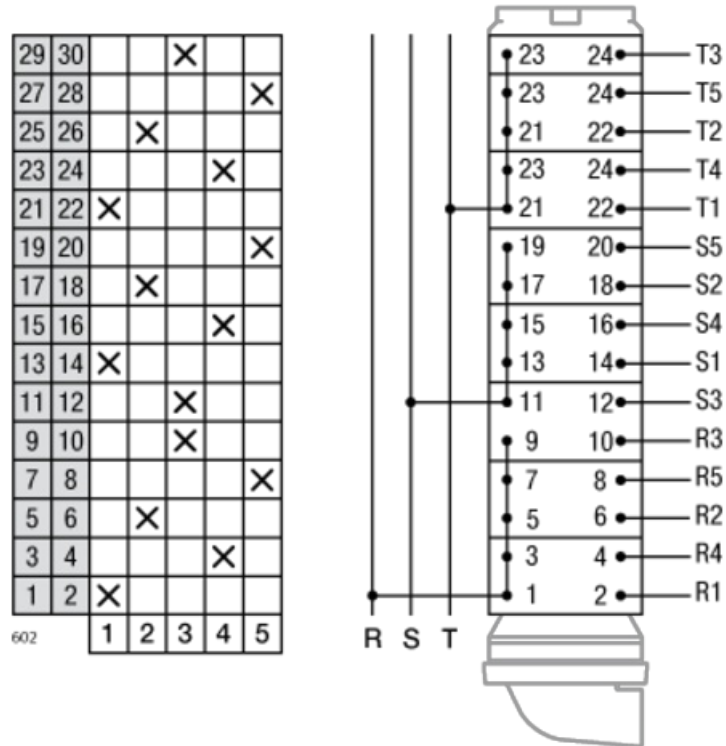 29 30 X 23 24 T3
27 28 X 23 24 T5
25 26 X 21 22 T2
23 24 X 23 24 T4
21 22 X 21 22 T1
19 20 X 19 20 S5
17 18 X 17 18 S2
15 16 X 15 16 S4
13 14 X 13 14 S1
11 12 X 11 12 S3
9 10 X 9 10 R3
7 8 X 7 8 R5
5 6 X 5 6 R2
3 4 X 3 4 R4
1 2 X 1 2 R1
602 1 2 3 4 5 R S T